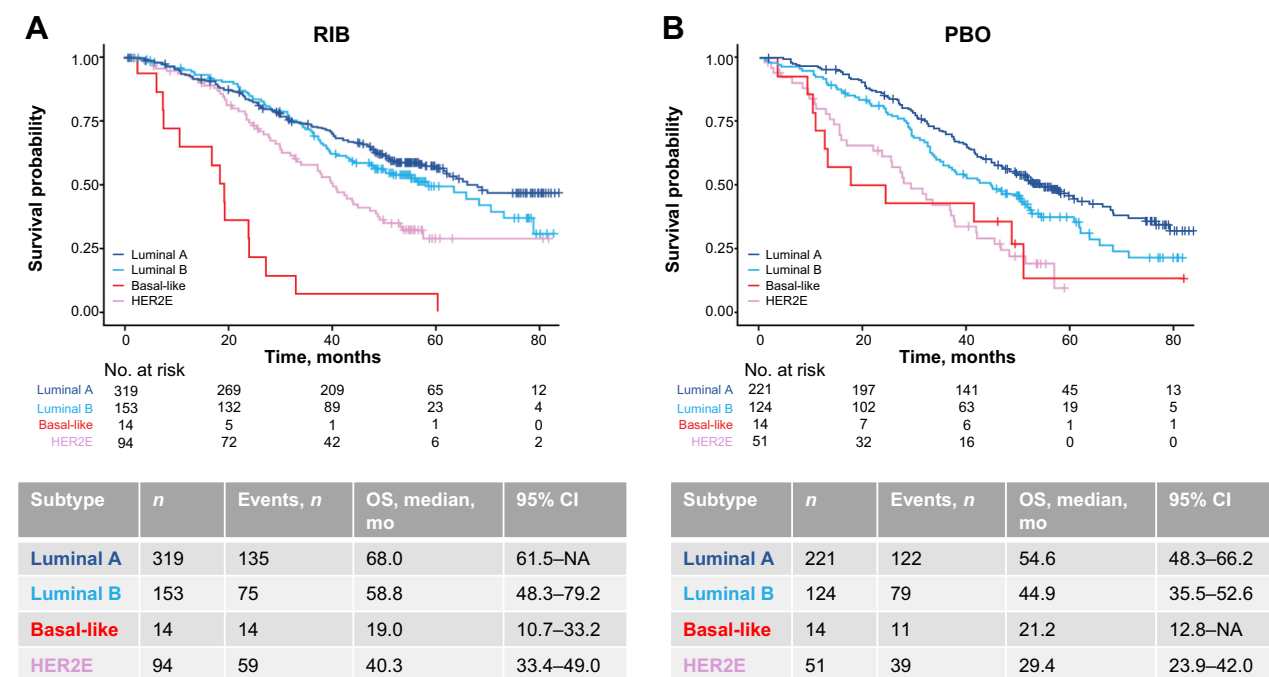 A
RIB
Survival probability
1.00
0.75
0.50
0.25
0.00
Luminal A
Luminal B
Basal-like
HER2E
0 20 40 60 80
Time, months
No. at risk
Luminal A 319 269 209 65 12
Luminal B 153 132 89 23 4
Basal-like 14 5 1 1 0
HER2E 94 72 42 6 2
Subtype n Events, n OS, median, mo 95% CI
Luminal A 319 135 68.0 61.5–NA
Luminal B 153 75 58.8 48.3–79.2
Basal-like 14 14 19.0 10.7–33.2
HER2E 94 59 40.3 33.4–49.0
B
PBO
Survival probability
1.00
0.75
0.50
0.25
0.00
Luminal A
Luminal B
Basal-like
HER2E
0 20 40 60 80
Time, months
No. at risk
Luminal A 221 197 141 45 13
Luminal B 124 102 63 19 5
Basal-like 14 7 6 1 1
HER2E 51 32 16 0 0
Subtype n Events, n OS, median, mo 95% CI
Luminal A 221 122 54.6 48.3–66.2
Luminal B 124 79 44.9 35.5–52.6
Basal-like 14 11 21.2 12.8–NA
HER2E 51 39 29.4 23.9–42.0